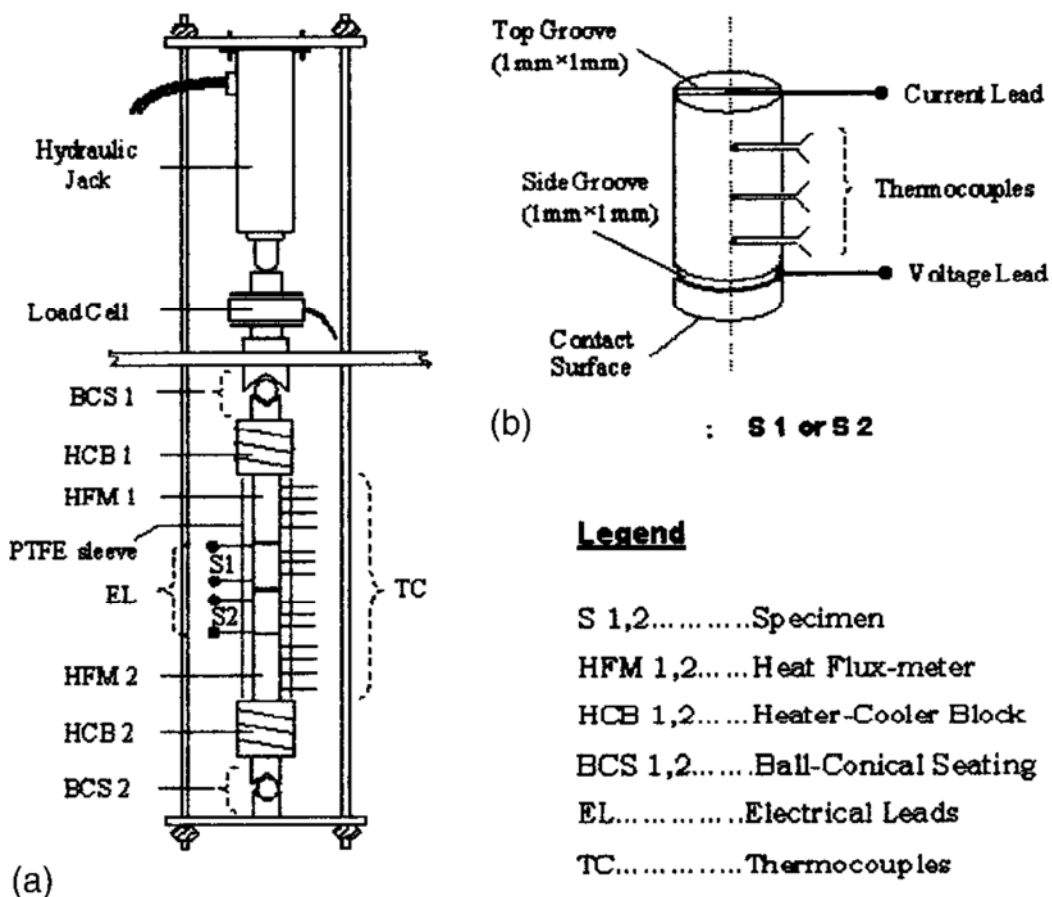 Hydraulic
Jack
Load Cell
BCS 1
HCB 1
HFM 1
PTFE sleeve
EL
S1
S2
TC
HFM 2
HCB 2
BCS 2
(a)
Top Groove
(1mm×1mm)
Current Lead
Side Groove
(1mm×1mm)
Thermocouples
Voltage Lead
Contact
Surface
(b)
: S 1 or S 2
Legend
S 1,2...........Specimen
HFM 1,2......Heat Flux-meter
HCB 1,2.......Heater-Cooler Block
BCS 1,2.......Ball-Conical Seating
EL...............Electrical Leads
TC...............Thermocouples